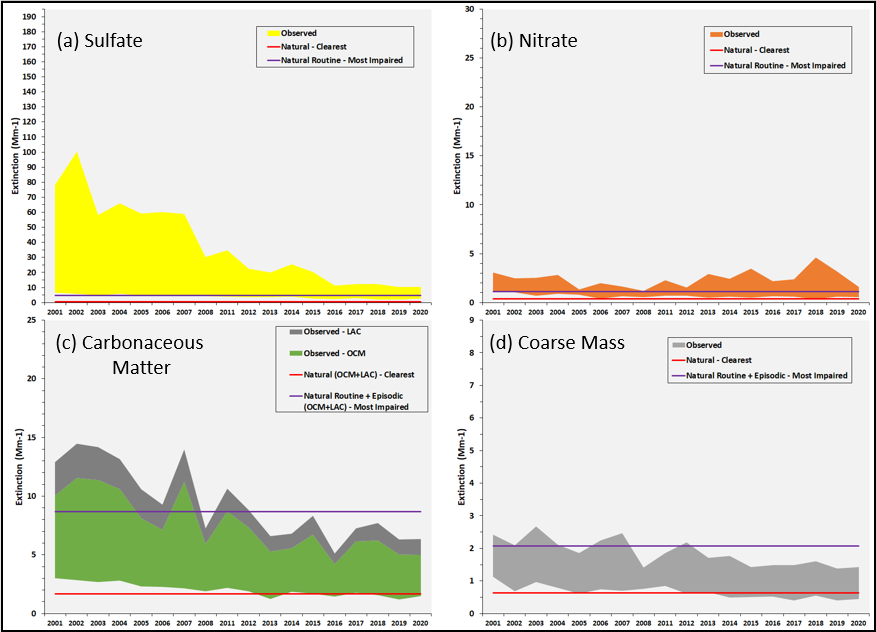 (a) Sulfate
Observed
Natural - Clearest
Natural Routine - Most Impaired
Extinction (Mm-1)
190
180
170
160
150
140
130
120
110
100
90
80
70
60
50
40
30
20
10
0
2001 2002 2003 2004 2005 2006 2007 2008 2011 2012 2013 2014 2015 2016 2017 2018 2019 2020
(b) Nitrate
Observed
Natural - Clearest
Natural Routine - Most Impaired
Extinction (Mm-1)
30
25
20
15
10
5
0
2001 2002 2003 2004 2005 2006 2007 2008 2011 2012 2013 2014 2015 2016 2017 2018 2019 2020
(c) Carbonaceous
Matter
Observed - LAC
Observed - OCM
Natural (OCM+LAC) - Clearest
Natural Routine + Episodic
(OCM+LAC) - Most Impaired
Extinction (Mm-1)
25
20
15
10
5
0
2001 2002 2003 2004 2005 2006 2007 2008 2011 2012 2013 2014 2015 2016 2017 2018 2019 2020
(d) Coarse Mass
Observed
Natural - Clearest
Natural Routine + Episodic - Most Impaired
Extinction (Mm-1)
9
8
7
6
5
4
3
2
1
0
2001 2002 2003 2004 2005 2006 2007 2008 2011 2012 2013 2014 2015 2016 2017 2018 2019 2020